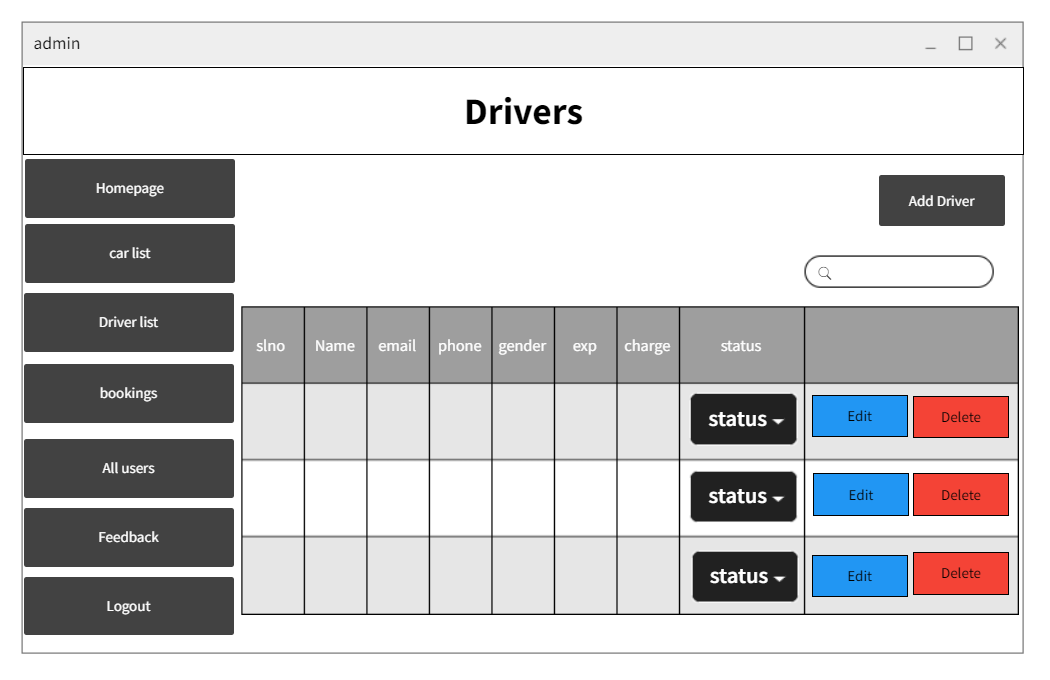 admin
Drivers
Homepage
Add Driver
car list
Driver list
slno Name email phone gender exp charge status
bookings
status Edit Delete
All users
status Edit Delete
Feedback
status Edit Delete
Logout